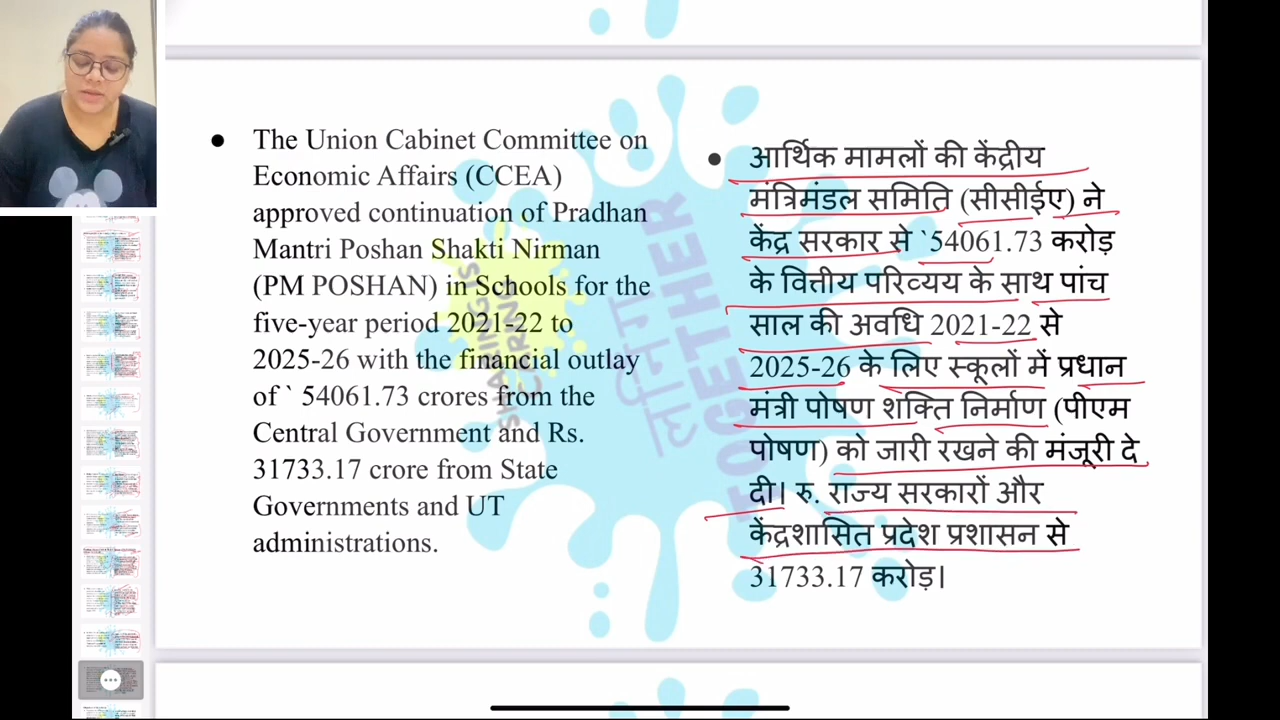 The Union Cabinet Committee on
Economic Affairs (CCEA)
approved continuation of Pradhan
Mantri Poshan Shakti Nirman
(PM POSHAN) in Schools for the
five-year period 2021-22 to
2025-26 with the financial outlay
of ` 54061.73 crores from the
Central Government and Rs.
31733.17 crore from State
Governments and UT
administrations.
आर्थिक मामलों की केंद्रीय
मंत्रिमंडल समिति (सीसीईए) ने
केंद्र सरकार से `54061.73 करोड़
के वित्तीय परिव्यय के साथ पांच
साल की अवधि 2021-22 से
2025-26 के लिए स्कूलों में प्रधान
मंत्री पोषण शक्ति निर्माण (पीएम
पोषण) को जारी रखने की मंजूरी दे
दी। रु. राज्य सरकारों और
केंद्रशासित प्रदेश प्रशासन से
31733.17 करोड़।
TOGETHER